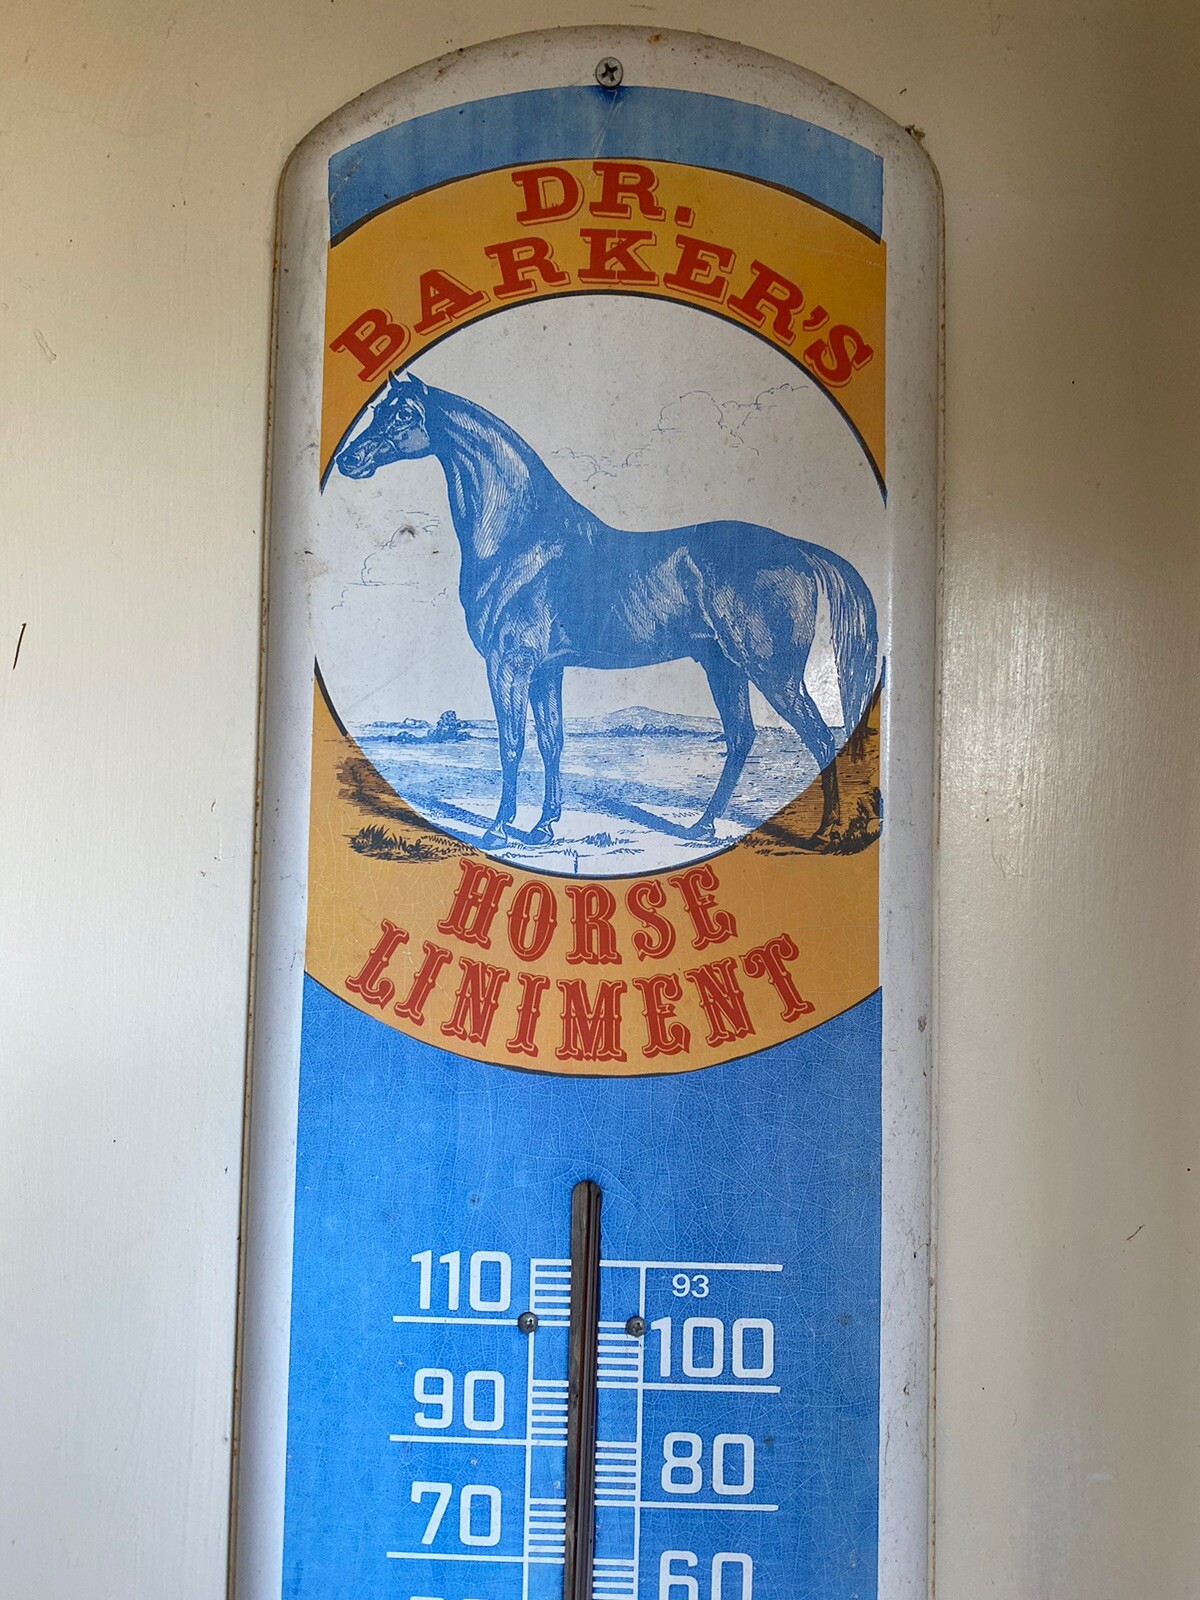 DR.
BARKER'S
HORSE
LINIMENT
110
93
100
90
80
70
60